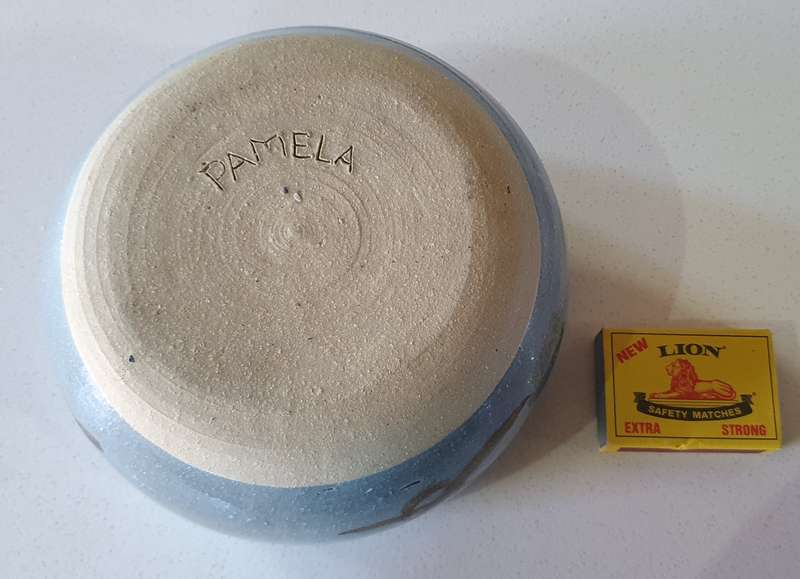 PAMELA
NEW
LION
SAFETY MATCHES
EXTRA STRONG